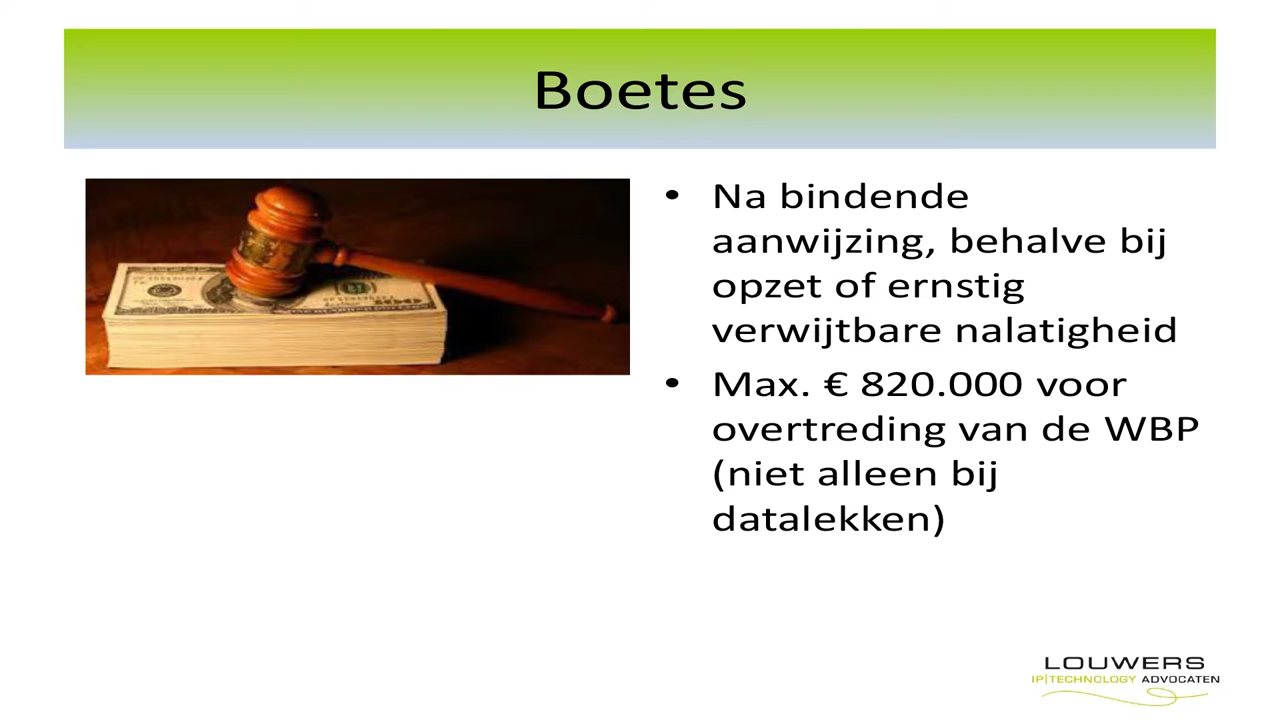 Boetes
• Na bindende
aanwijzing, behalve bij
opzet of ernstig
verwijtbare nalatigheid
• Max. € 820.000 voor
overtreding van de WBP
(niet alleen bij
datalekken)
LOUWERS
IP|TECHNOLOGY ADVOCATEN